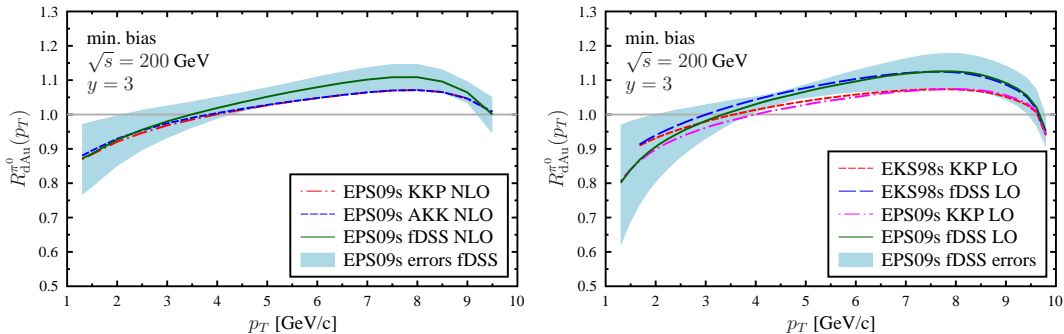 min. bias
√s = 200 GeV
y = 3
R^{π^0}_{dAu}(p_T)
1.3
1.2
1.1
1.0
0.9
0.8
0.7
0.6
0.5
EPS09s KKP NLO
EPS09s AKK NLO
EPS09s fDSS NLO
EPS09s errors fDSS
1 2 3 4 5 6 7 8 9 10
p_T [GeV/c]
min. bias
√s = 200 GeV
y = 3
R^{π^0}_{dAu}(p_T)
1.3
1.2
1.1
1.0
0.9
0.8
0.7
0.6
0.5
EKS98s KKP LO
EKS98s fDSS LO
EPS09s KKP LO
EPS09s fDSS LO
EPS09s fDSS errors
1 2 3 4 5 6 7 8 9 10
p_T [GeV/c]